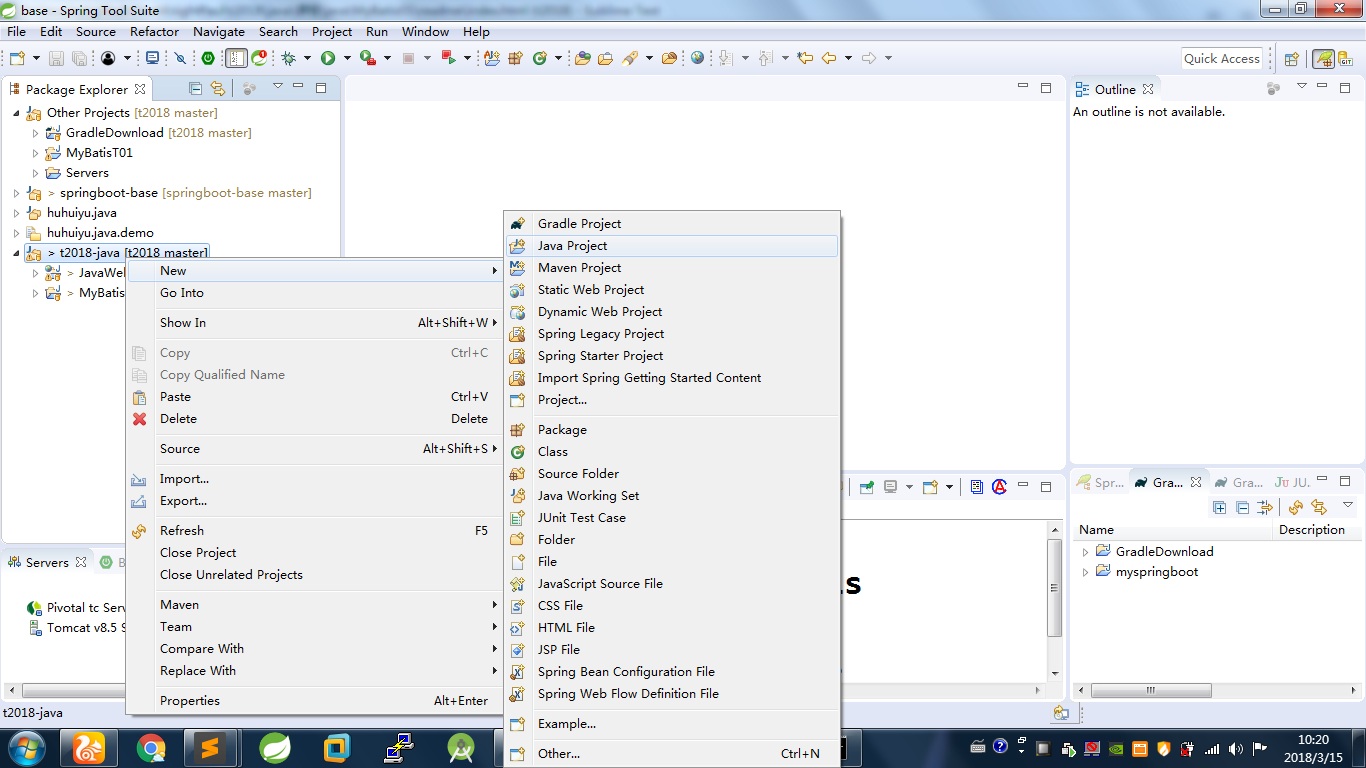 base - Spring Tool Suite
File Edit Source Refactor Navigate Search Project Run Window Help
Quick Access
Package Explorer
Other Projects [t2018 master]
GradleDownload [t2018 master]
MyBatisT01
Servers
> springboot-base [springboot-base master]
huhuiyu.java
huhuiyu.java.demo
> t2018-java [t2018 master]
> JavaWel
> MyBatis
New
Go Into
Show In Alt+Shift+W
Copy Ctrl+C
Copy Qualified Name
Paste Ctrl+V
Delete Delete
Source Alt+Shift+S
Import...
Export...
Refresh F5
Close Project
Close Unrelated Projects
Maven
Team
Compare With
Replace With
Properties Alt+Enter
Gradle Project
Java Project
Maven Project
Static Web Project
Dynamic Web Project
Spring Legacy Project
Spring Starter Project
Import Spring Getting Started Content
Project...
Package
Class
Source Folder
Java Working Set
JUnit Test Case
Folder
File
JavaScript Source File
CSS File
HTML File
JSP File
Spring Bean Configuration File
Spring Web Flow Definition File
Example...
Other... Ctrl+N
Outline
An outline is not available.
Spr... Gra... Gra... JU.
Name Description
GradleDownload
myspringboot
Servers
Pivotal tc Serv
Tomcat v8.5 S
t2018-java
10:20
2018/3/15